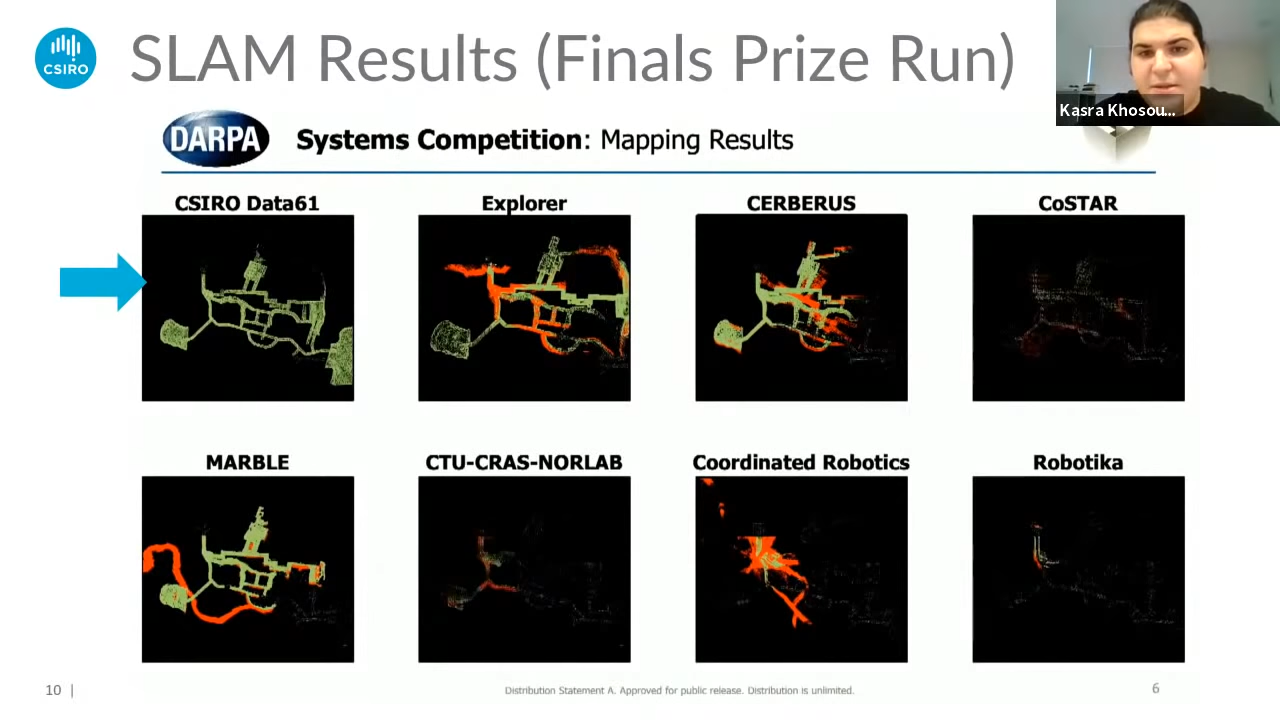 CSIRO
SLAM Results (Finals Prize Run)
Kasra Khosou...
DARPA
Systems Competition: Mapping Results
CSIRO Data61
Explorer
CERBERUS
CoSTAR
MARBLE
CTU-CRAS-NORLAB
Coordinated Robotics
Robotika
10 |
Distribution Statement A. Approved for public release. Distribution is unlimited.
6